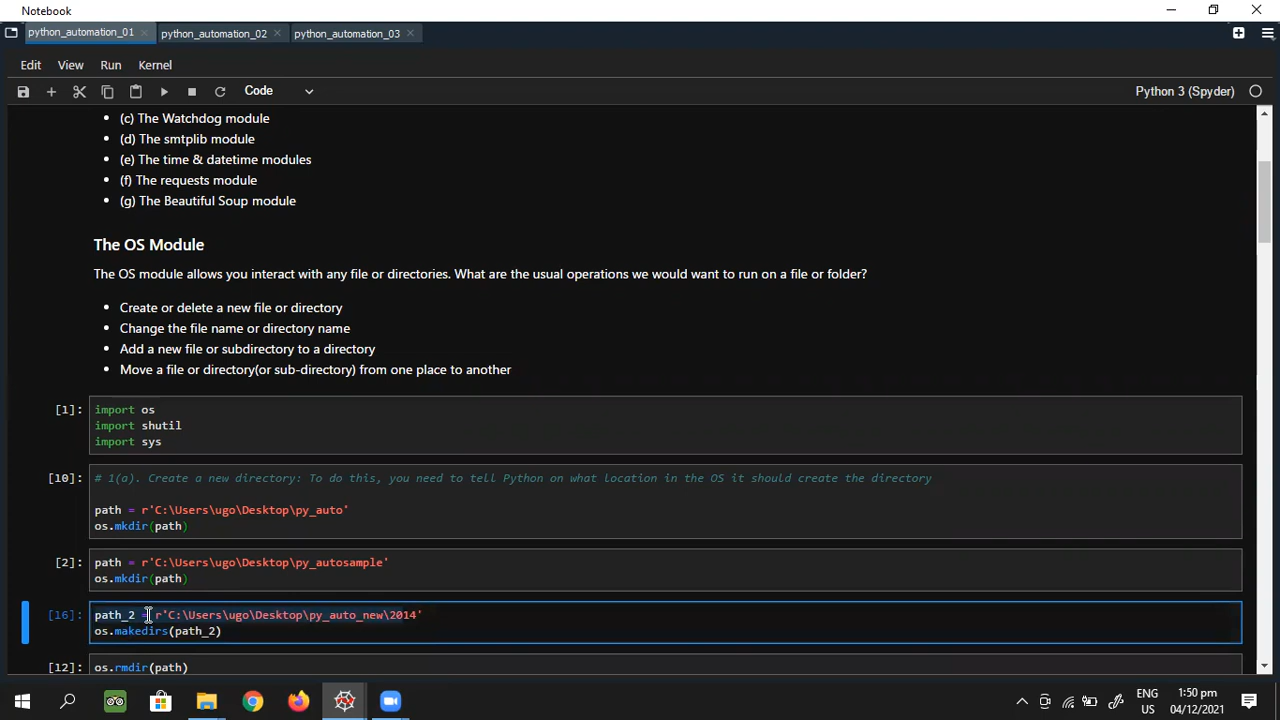 Notebook
python_automation_01
python_automation_02
python_automation_03
Edit View Run Kernel
Code
Python 3 (Spyder)
(c) The Watchdog module
(d) The smtplib module
(e) The time & datetime modules
(f) The requests module
(g) The Beautiful Soup module
The OS Module
The OS module allows you interact with any file or directories. What are the usual operations we would want to run on a file or folder?
Create or delete a new file or directory
Change the file name or directory name
Add a new file or subdirectory to a directory
Move a file or directory(or sub-directory) from one place to another
[1]: import os
import shutil
import sys
[10]: # 1(a). Create a new directory: To do this, you need to tell Python on what location in the OS it should create the directory
path = r'C:\Users\ugo\Desktop\py_auto'
os.mkdir(path)
[2]: path = r'C:\Users\ugo\Desktop\py_autosample'
os.mkdir(path)
[16]: path_2 = r'C:\Users\ugo\Desktop\py_auto_new\2014'
os.makedirs(path_2)
[12]: os.rmdir(path)
ENG
US
1:50 pm
04/12/2021